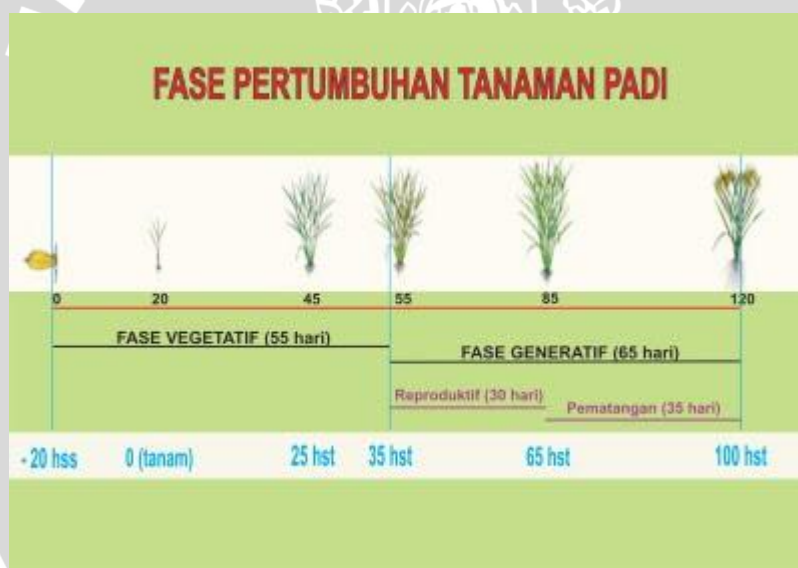 FASE PERTUMBUHAN TANAMAN PADI
0 20 45 55 85 120
FASE VEGETATIF (55 hari)
FASE GENERATIF (65 hari)
Reproduktif (30 hari)
Pematangan (35 hari)
- 20 hss 0 (tanam) 25 hst 35 hst 65 hst 100 hst